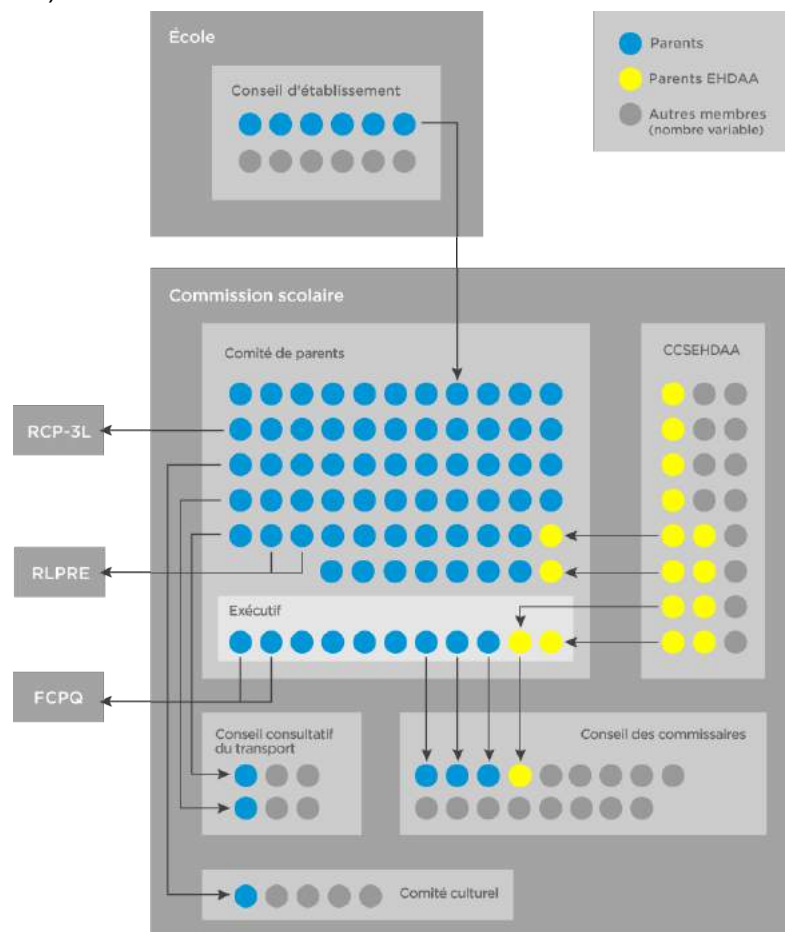 École
Conseil d'établissement
Parents
Parents EHDAA
Autres membres
(nombre variable)
Commission scolaire
Comité de parents
CCSEHDAA
RCP-3L
RLPRE
Exécutif
FCPQ
Conseil consultatif
du transport
Conseil des commissaires
Comité culturel